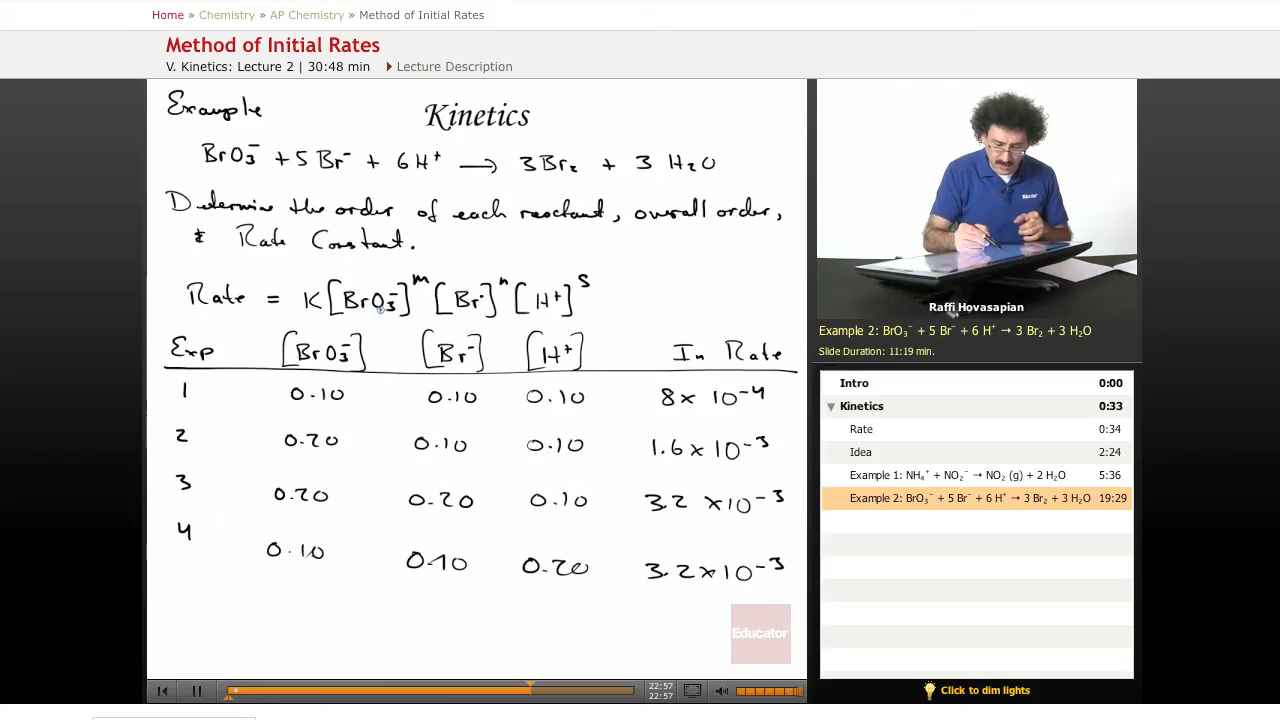 Home » Chemistry » AP Chemistry » Method of Initial Rates
Method of Initial Rates
V. Kinetics: Lecture 2 | 30:48 min
Lecture Description
Example
Kinetics
BrO₃⁻ + 5 Br⁻ + 6 H⁺ → 3 Br₂ + 3 H₂O
Determine the order of each reactant, overall order,
& Rate Constant.
Rate = K[BrO₃⁻]ᵐ[Br⁻]ⁿ[H⁺]ˢ
Exp [BrO₃⁻] [Br⁻] [H⁺] In Rate
1 0.10 0.10 0.10 8 x 10⁻⁴
2 0.20 0.10 0.10 1.6 x 10⁻³
3 0.20 0.20 0.10 3.2 x 10⁻³
4 0.10 0.10 0.20 3.2 x 10⁻³
Educator
22:57
22:57
Educator
Raffi Hovasapian
Example 2: BrO₃⁻ + 5 Br⁻ + 6 H⁺ → 3 Br₂ + 3 H₂O
Slide Duration: 11:19 min.
Intro 0:00
Kinetics 0:33
Rate 0:34
Idea 2:24
Example 1: NH₄⁺ + NO₂⁻ → NO₂ (g) + 2 H₂O 5:36
Example 2: BrO₃⁻ + 5 Br⁻ + 6 H⁺ → 3 Br₂ + 3 H₂O 19:29
Click to dim lights